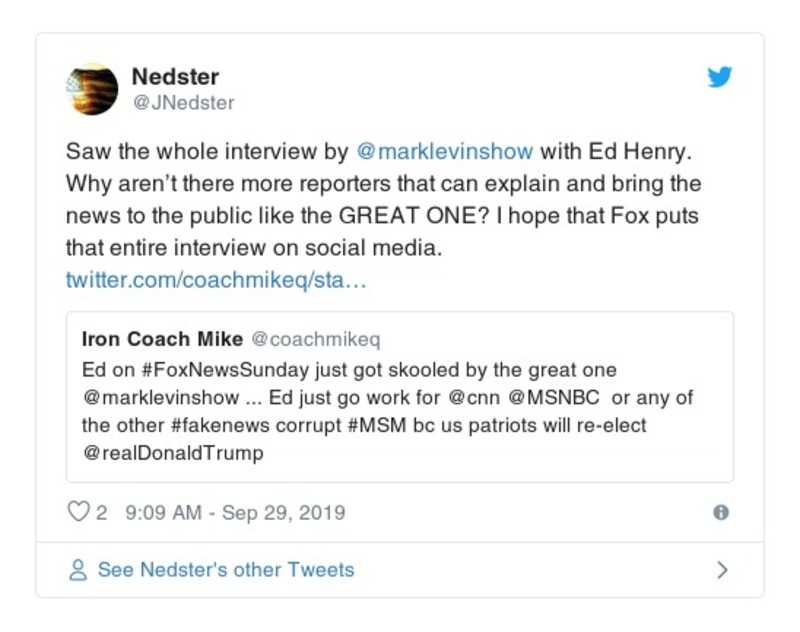 Nedster
@JNedster
Saw the whole interview by @marklevinshow with Ed Henry.
Why aren’t there more reporters that can explain and bring the
news to the public like the GREAT ONE? I hope that Fox puts
that entire interview on social media.
twitter.com/coachmikeq/sta…
Iron Coach Mike @coachmikeq
Ed on #FoxNewsSunday just got skooled by the great one
@marklevinshow ... Ed just go work for @cnn @MSNBC  or any of
the other #fakenews corrupt #MSM bc us patriots will re-elect
@realDonaldTrump
2 9:09 AM - Sep 29, 2019
See Nedster's other Tweets